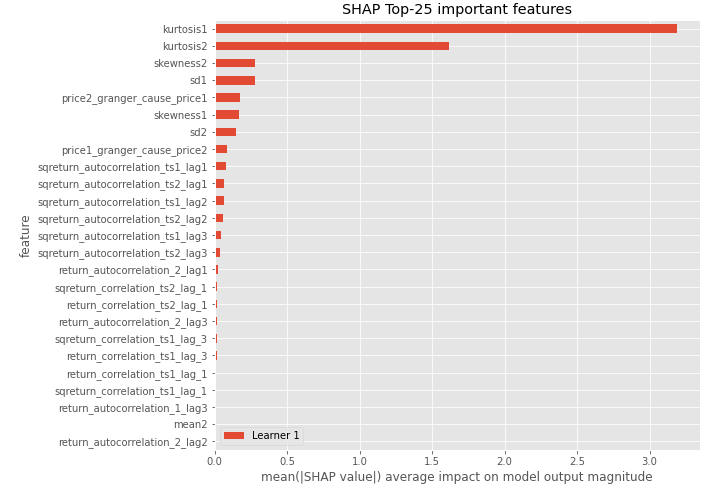 SHAP Top-25 important features
kurtosis1
kurtosis2
skewness2
sd1
price2_granger_cause_price1
skewness1
sd2
price1_granger_cause_price2
sqreturn_autocorrelation_ts1_lag1
sqreturn_autocorrelation_ts2_lag1
sqreturn_autocorrelation_ts1_lag2
sqreturn_autocorrelation_ts2_lag2
sqreturn_autocorrelation_ts1_lag3
sqreturn_autocorrelation_ts2_lag3
return_autocorrelation_2_lag1
sqreturn_correlation_ts2_lag_1
return_correlation_ts2_lag_1
return_autocorrelation_2_lag3
sqreturn_correlation_ts1_lag_3
return_correlation_ts1_lag_3
return_correlation_ts1_lag_1
sqreturn_correlation_ts1_lag_1
return_autocorrelation_1_lag3
mean2
return_autocorrelation_2_lag2
feature
Learner 1
0.0 0.5 1.0 1.5 2.0 2.5 3.0
mean(|SHAP value|) average impact on model output magnitude